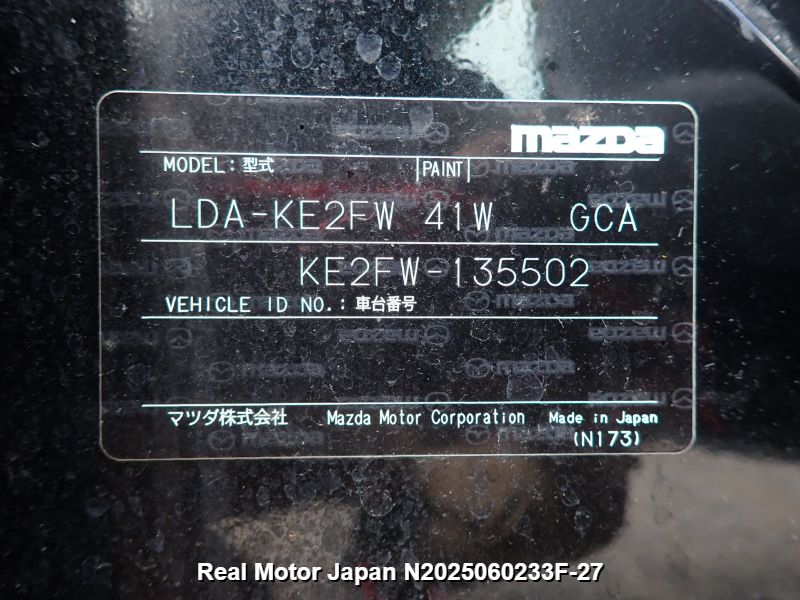 mazda
MODEL: 型式 PAINT
LDA-KE2FW 41W GCA
KE2FW-135502
VEHICLE ID NO.: 車台番号
マツダ株式会社 Mazda Motor Corporation Made in Japan
(N173)
Real Motor Japan N2025060233F-27